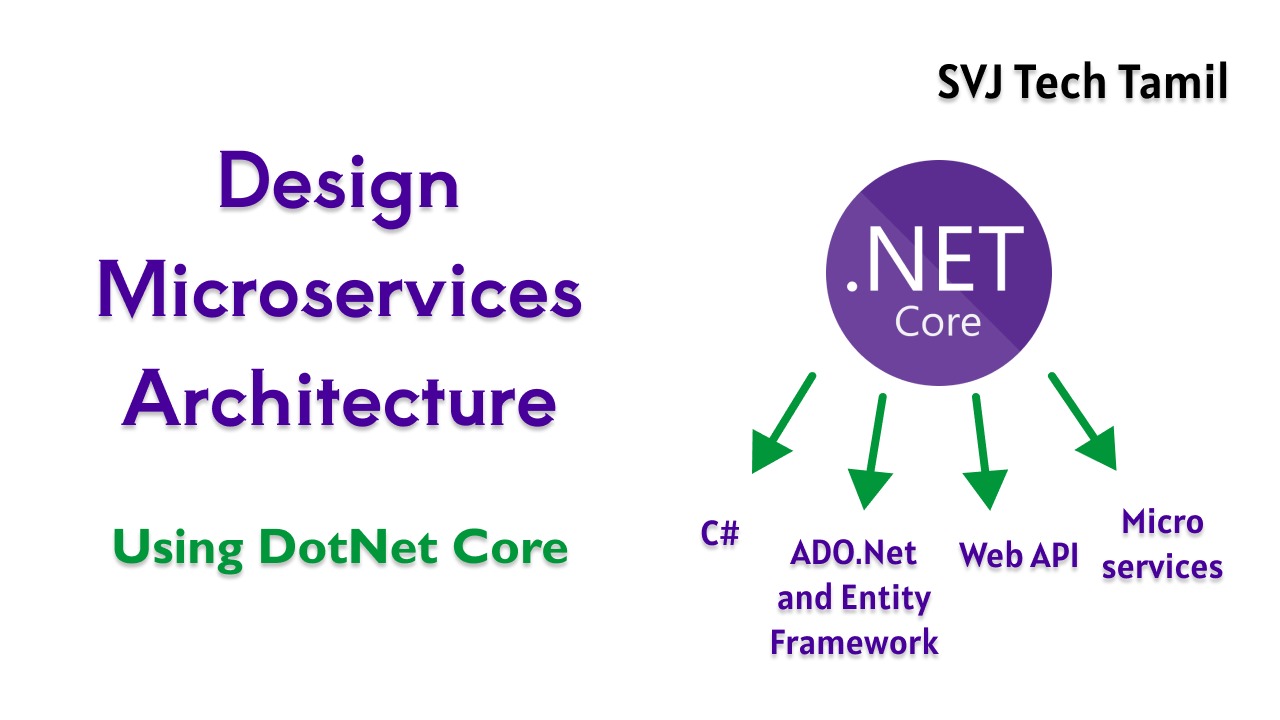 SVJ Tech Tamil
Design
Microservices
Architecture
Using DotNet Core
.NET
Core
C#
ADO.Net
and Entity
Framework
Web API
Micro
services